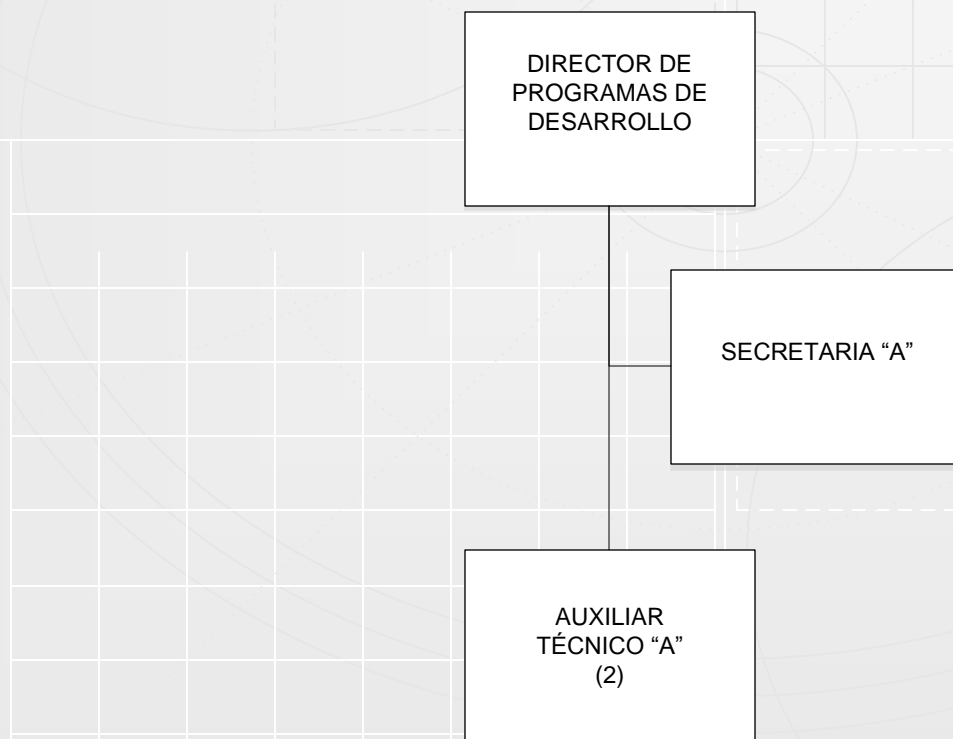 DIRECTOR DE
PROGRAMAS DE
DESARROLLO
SECRETARIA “A”
AUXILIAR
TÉCNICO “A”
(2)